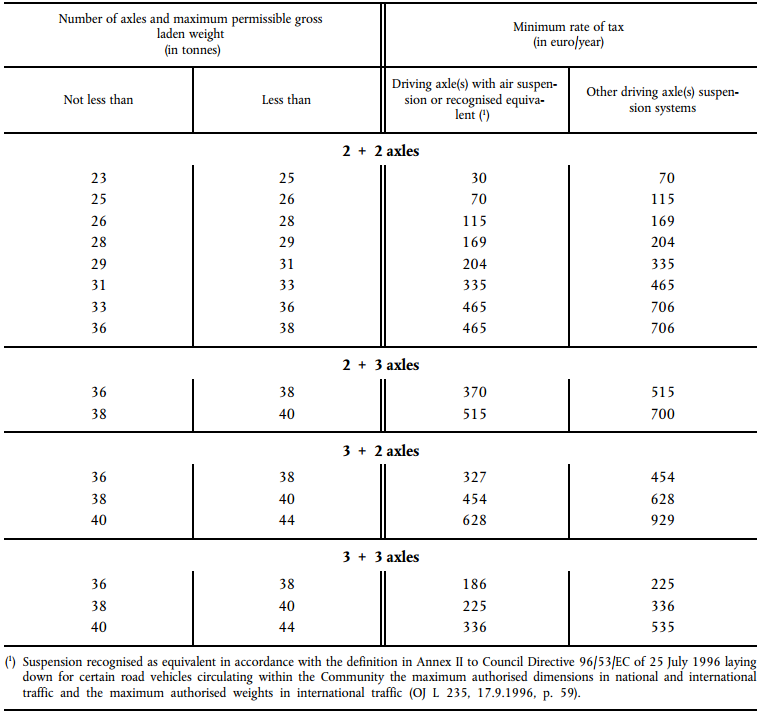 Number of axles and maximum permissible gross
laden weight
(in tonnes)
Minimum rate of tax
(in euro/year)
Not less than
Less than
Driving axle(s) with air suspen-
sion or recognised equiva-
lent (¹)
Other driving axle(s) suspen-
sion systems
2 + 2 axles
23 25 30 70
25 26 70 115
26 28 115 169
28 29 169 204
29 31 204 335
31 33 335 465
33 36 465 706
36 38 465 706
2 + 3 axles
36 38 370 515
38 40 515 700
3 + 2 axles
36 38 327 454
38 40 454 628
40 44 628 929
3 + 3 axles
36 38 186 225
38 40 225 336
40 44 336 535
(¹) Suspension recognised as equivalent in accordance with the definition in Annex II to Council Directive 96/53/EC of 25 July 1996 laying
down for certain road vehicles circulating within the Community the maximum authorised dimensions in national and international
traffic and the maximum authorised weights in international traffic (OJ L 235, 17.9.1996, p. 59).